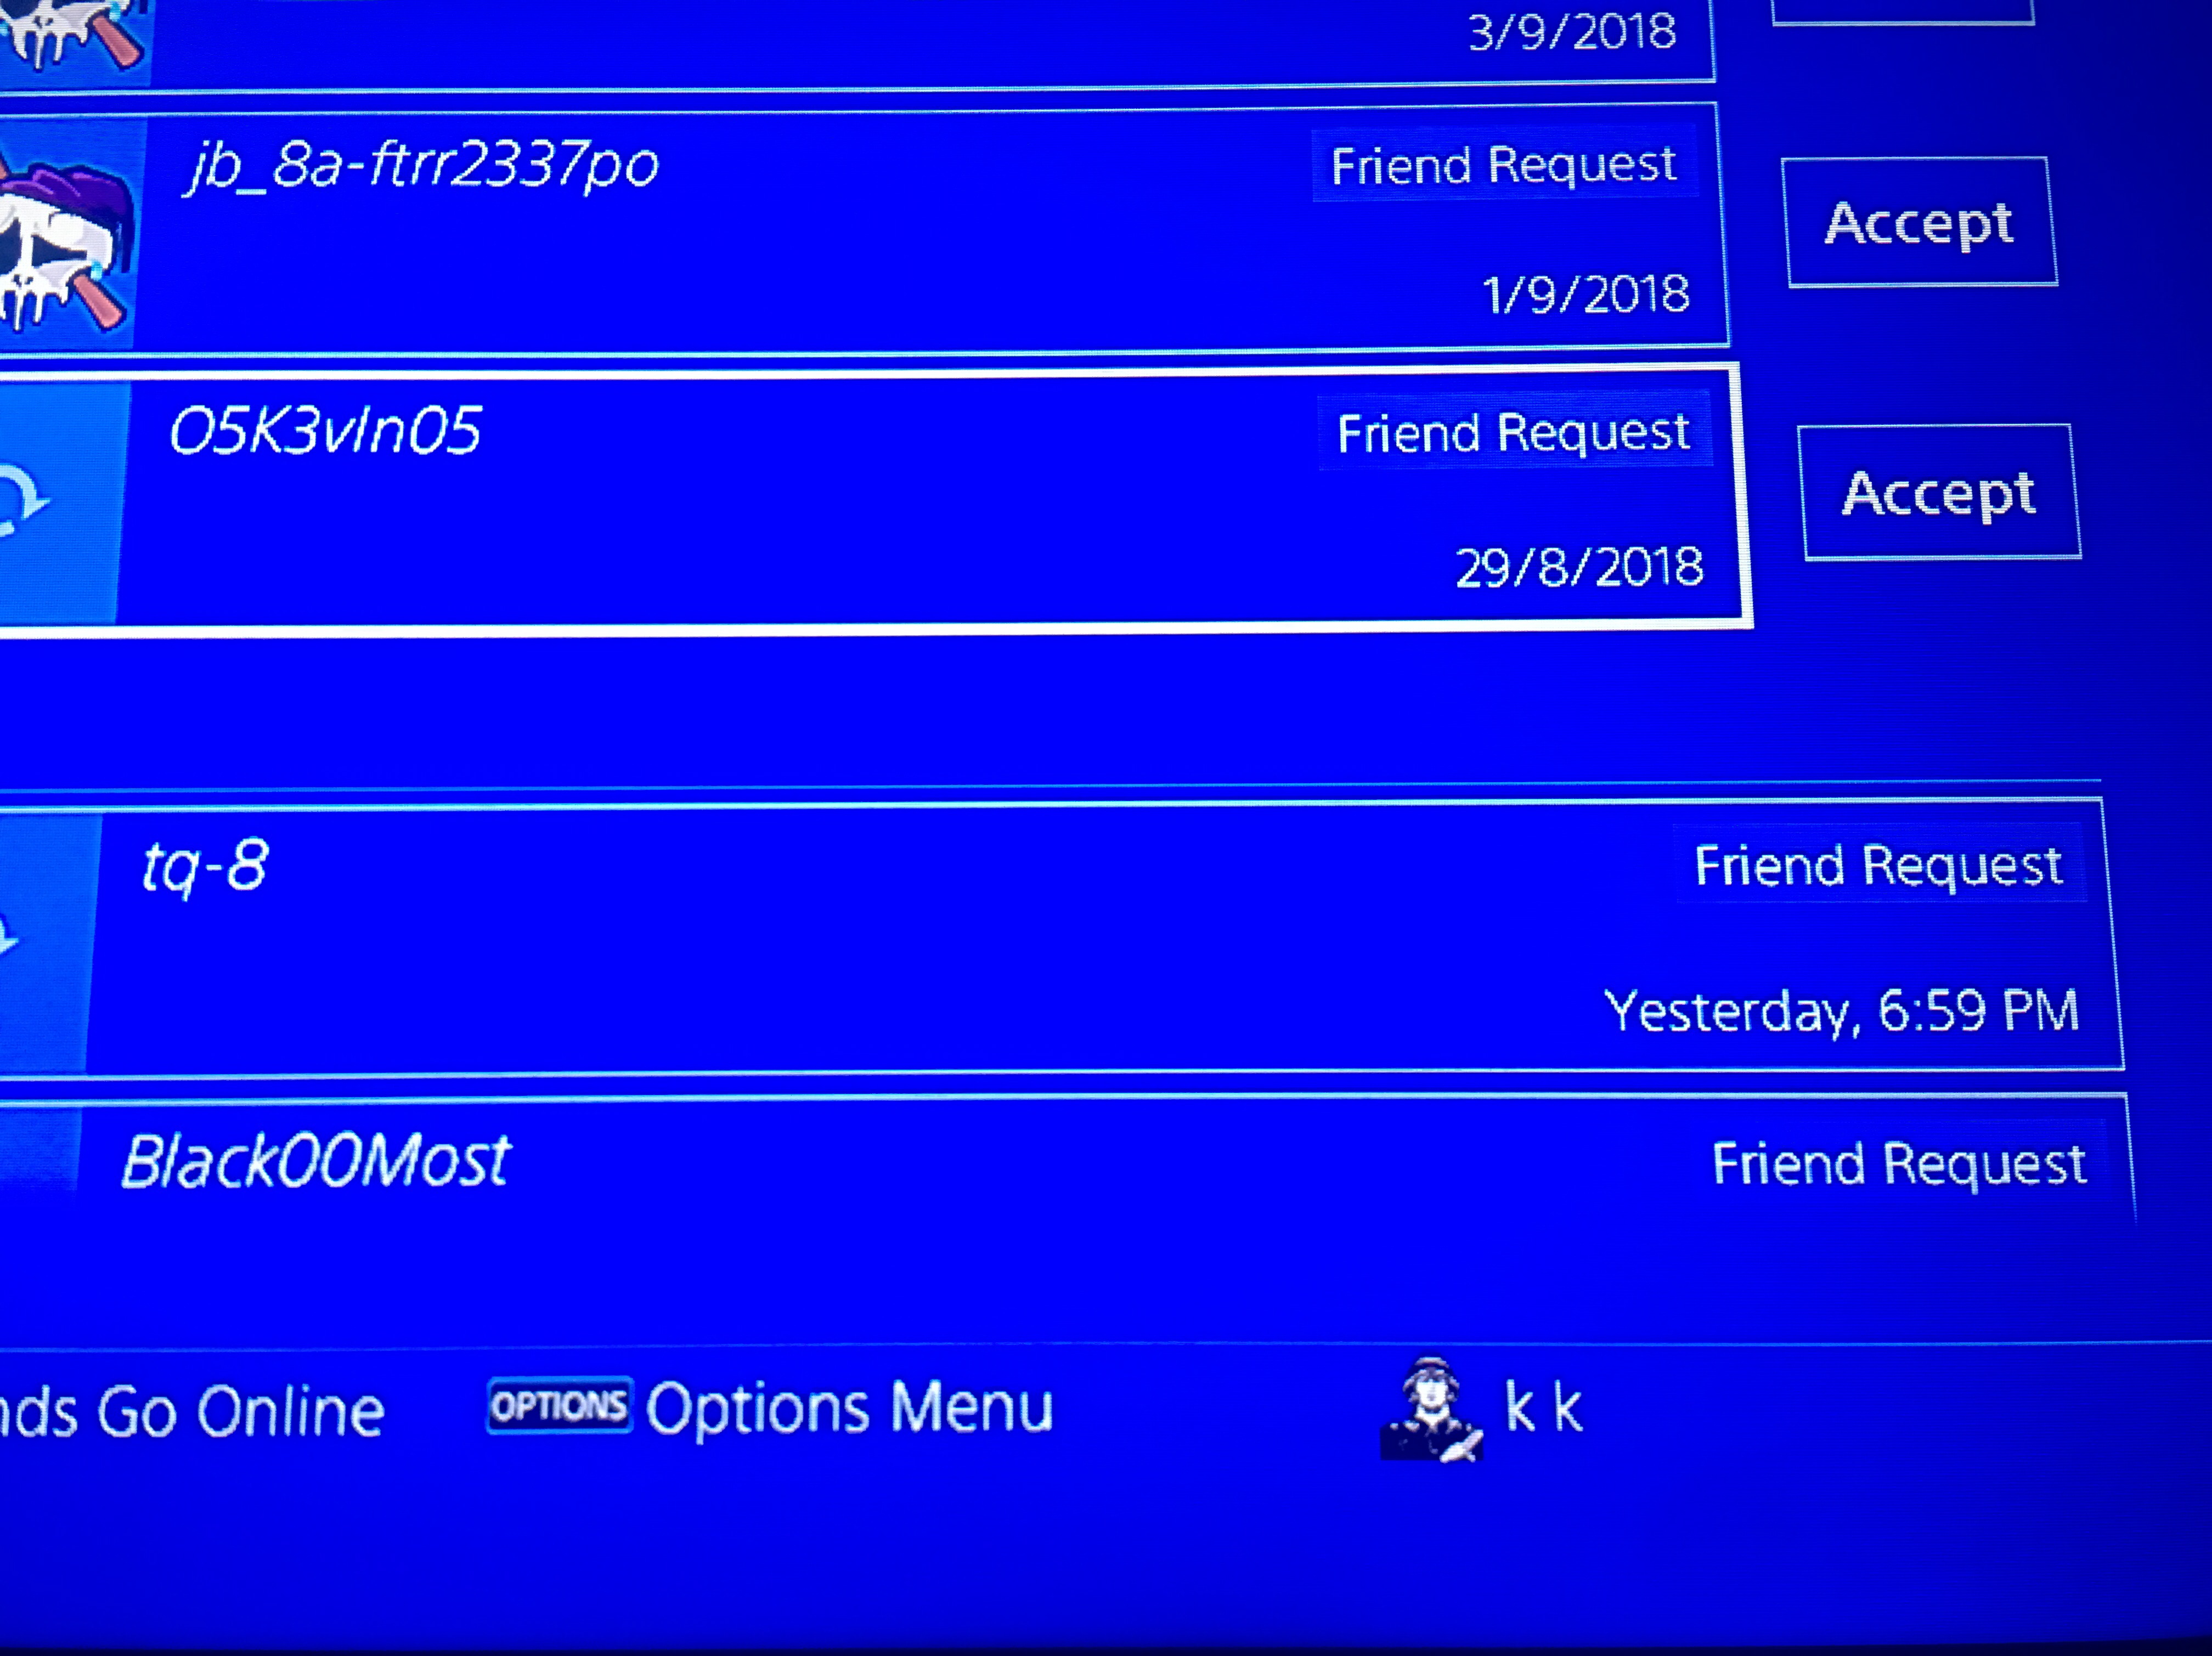 3/9/2018
jb_8a-ftrr2337po
Friend Request
Accept
1/9/2018
O5K3vIn05
Friend Request
Accept
29/8/2018
tq-8
Friend Request
Yesterday, 6:59 PM
Black00Most
Friend Request
nds Go Online
OPTIONS Options Menu
k k